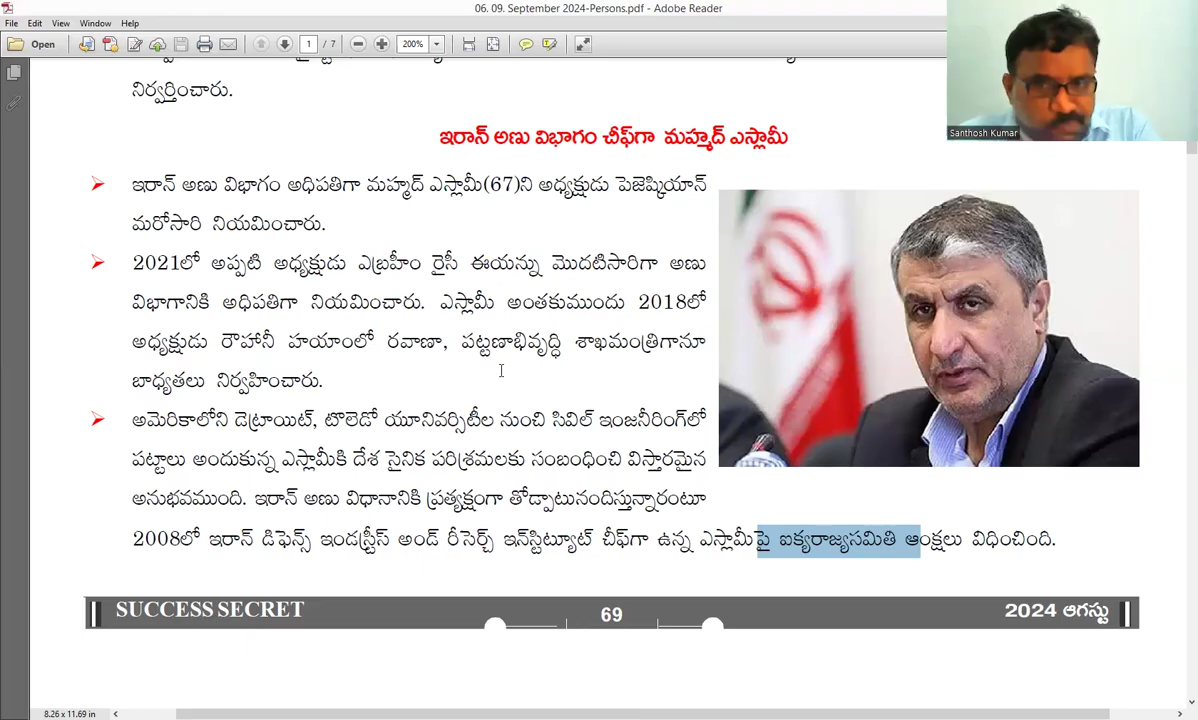 06. 09. September 2024-Persons.pdf - Adobe Reader
File Edit View Window Help
Open 1 / 7 200%
నిర్వర్తించారు.
Santhosh Kumar
ఇరాన్ అణు విభాగం చీఫ్‌గా మహ్మద్ ఎస్లామీ
ఇరాన్ అణు విభాగం అధిపతిగా మహ్మద్ ఎస్లామీ(67)ని అధ్యక్షుడు పెజెష్కియాన్
మరోసారి నియమించారు.
2021లో అప్పటి అధ్యక్షుడు ఎబ్రహీం రైసీ ఈయన్ను మొదటిసారిగా అణు
విభాగానికి అధిపతిగా నియమించారు. ఎస్లామీ అంతకుముందు 2018లో
అధ్యక్షుడు రౌహానీ హయాంలో రవాణా, పట్టణాభివృద్ధి శాఖమంత్రిగానూ
బాధ్యతలు నిర్వహించారు.
అమెరికాలోని డెట్రాయిట్, టొలెడో యూనివర్సిటీల నుంచి సివిల్ ఇంజనీరింగ్‌లో
పట్టాలు అందుకున్న ఎస్లామీకి దేశ సైనిక పరిశ్రమలకు సంబంధించి విస్తారమైన
అనుభవముంది. ఇరాన్ అణు విధానానికి ప్రత్యక్షంగా తోడ్పాటునందిస్తున్నారంటూ
2008లో ఇరాన్ డిఫెన్స్ ఇండస్ట్రీస్ అండ్ రీసెర్చ్ ఇన్‌స్టిట్యూట్ చీఫ్‌గా ఉన్న ఎస్లామీపై ఐక్యరాజ్యసమితి ఆంక్షలు విధించింది.
SUCCESS SECRET 69 2024 ఆగస్టు
8.26 x 11.69 in